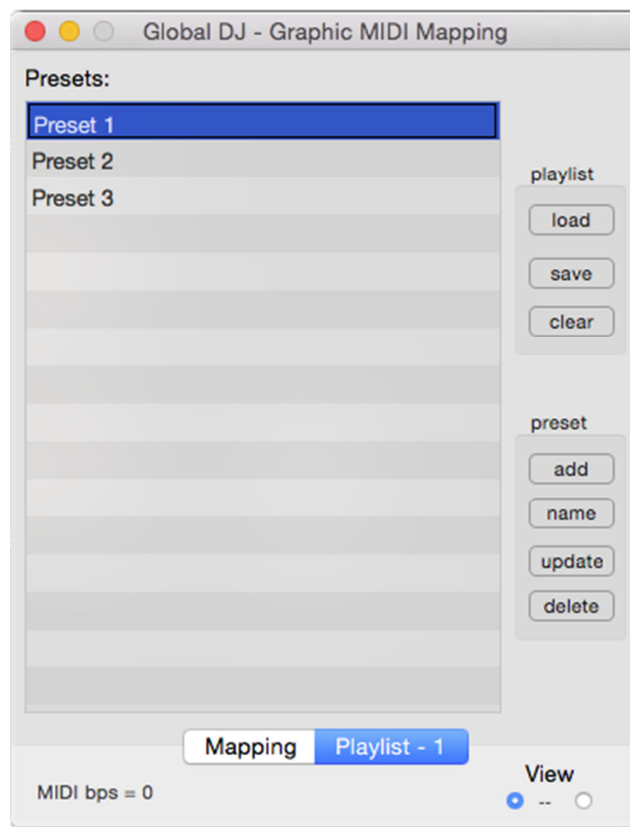 Global DJ - Graphic MIDI Mapping
Presets:
Preset 1
Preset 2
Preset 3
playlist
load
save
clear
preset
add
name
update
delete
Mapping
Playlist - 1
MIDI bps = 0
View
--